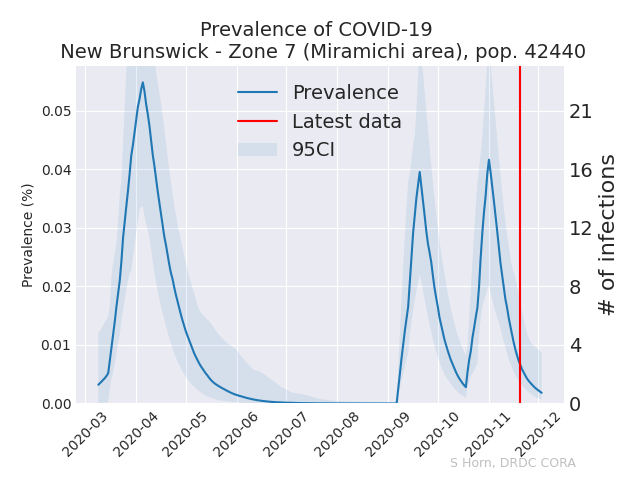 Prevalence of COVID-19
New Brunswick - Zone 7 (Miramichi area), pop. 42440
Prevalence
Latest data
95CI
Prevalence (%)
0.05
0.04
0.03
0.02
0.01
0.00
21
16
12
8
4
0
# of infections
2020-03
2020-04
2020-05
2020-06
2020-07
2020-08
2020-09
2020-10
2020-11
2020-12
S Horn, DRDC CORA